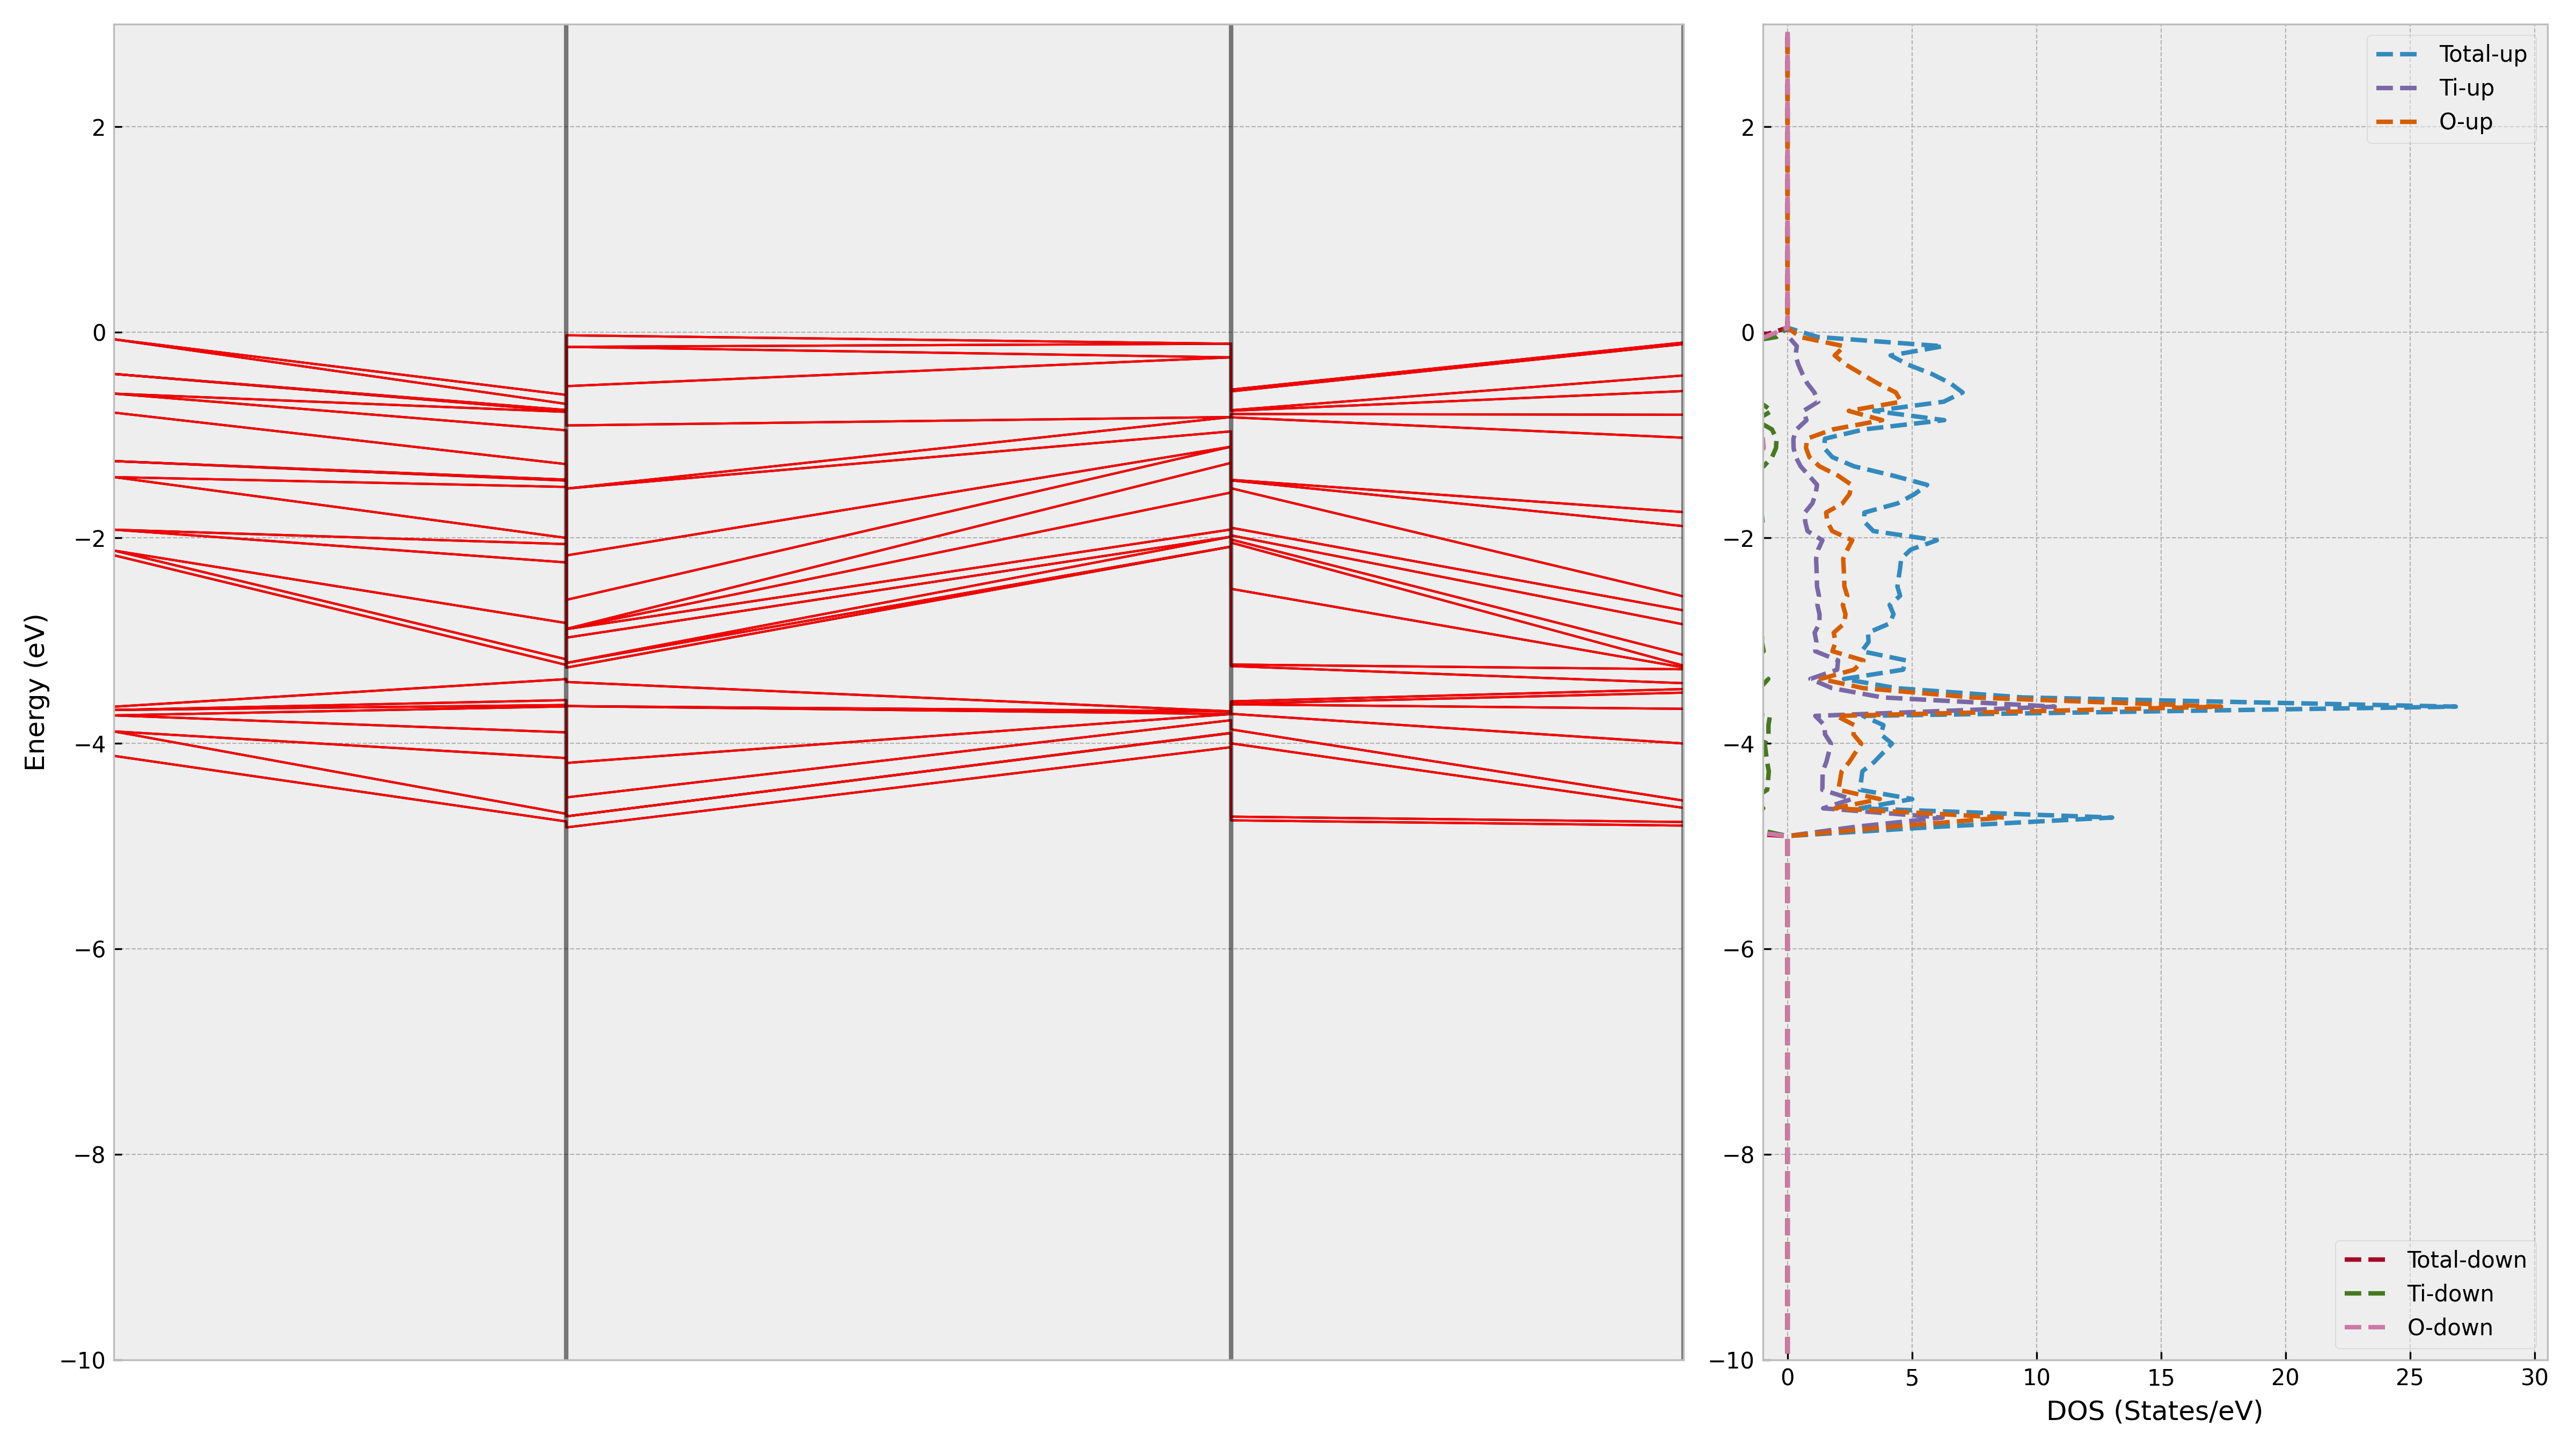 Energy (eV)
2
0
−2
−4
−6
−8
−10
2
0
−2
−4
−6
−8
−10
Total-up
Ti-up
O-up
Total-down
Ti-down
O-down
0 5 10 15 20 25 30
DOS (States/eV)